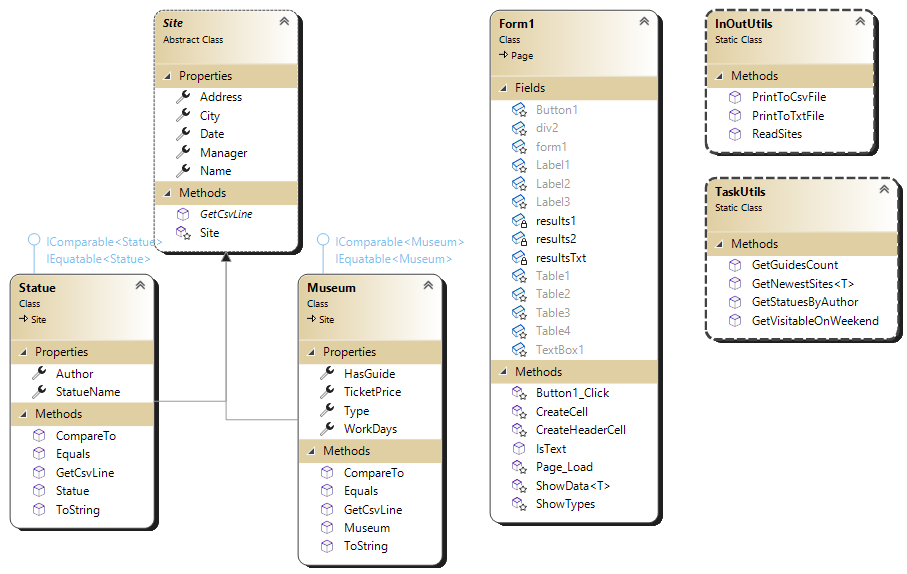 Site
Abstract Class
Properties
Address
City
Date
Manager
Name
Methods
GetCsvLine
Site
IComparable<Statue>
IEquatable<Statue>
Statue
Class
Site
Properties
Author
StatueName
Methods
CompareTo
Equals
GetCsvLine
Statue
ToString
IComparable<Museum>
IEquatable<Museum>
Museum
Class
Site
Properties
HasGuide
TicketPrice
Type
WorkDays
Methods
CompareTo
Equals
GetCsvLine
Museum
ToString
Form1
Class
Page
Fields
Button1
div2
form1
Label1
Label2
Label3
results1
results2
resultsTxt
Table1
Table2
Table3
Table4
TextBox1
Methods
Button1_Click
CreateCell
CreateHeaderCell
IsText
Page_Load
ShowData<T>
ShowTypes
InOutUtils
Static Class
Methods
PrintToCsvFile
PrintToTxtFile
ReadSites
TaskUtils
Static Class
Methods
GetGuidesCount
GetNewestSites<T>
GetStatuesByAuthor
GetVisitableOnWeekend